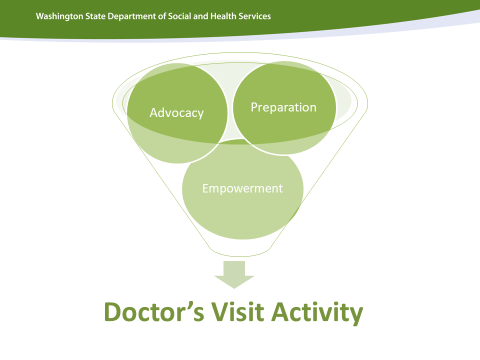 Washington State Department of Social and Health Services
Advocacy
Preparation
Empowerment
Doctor’s Visit Activity